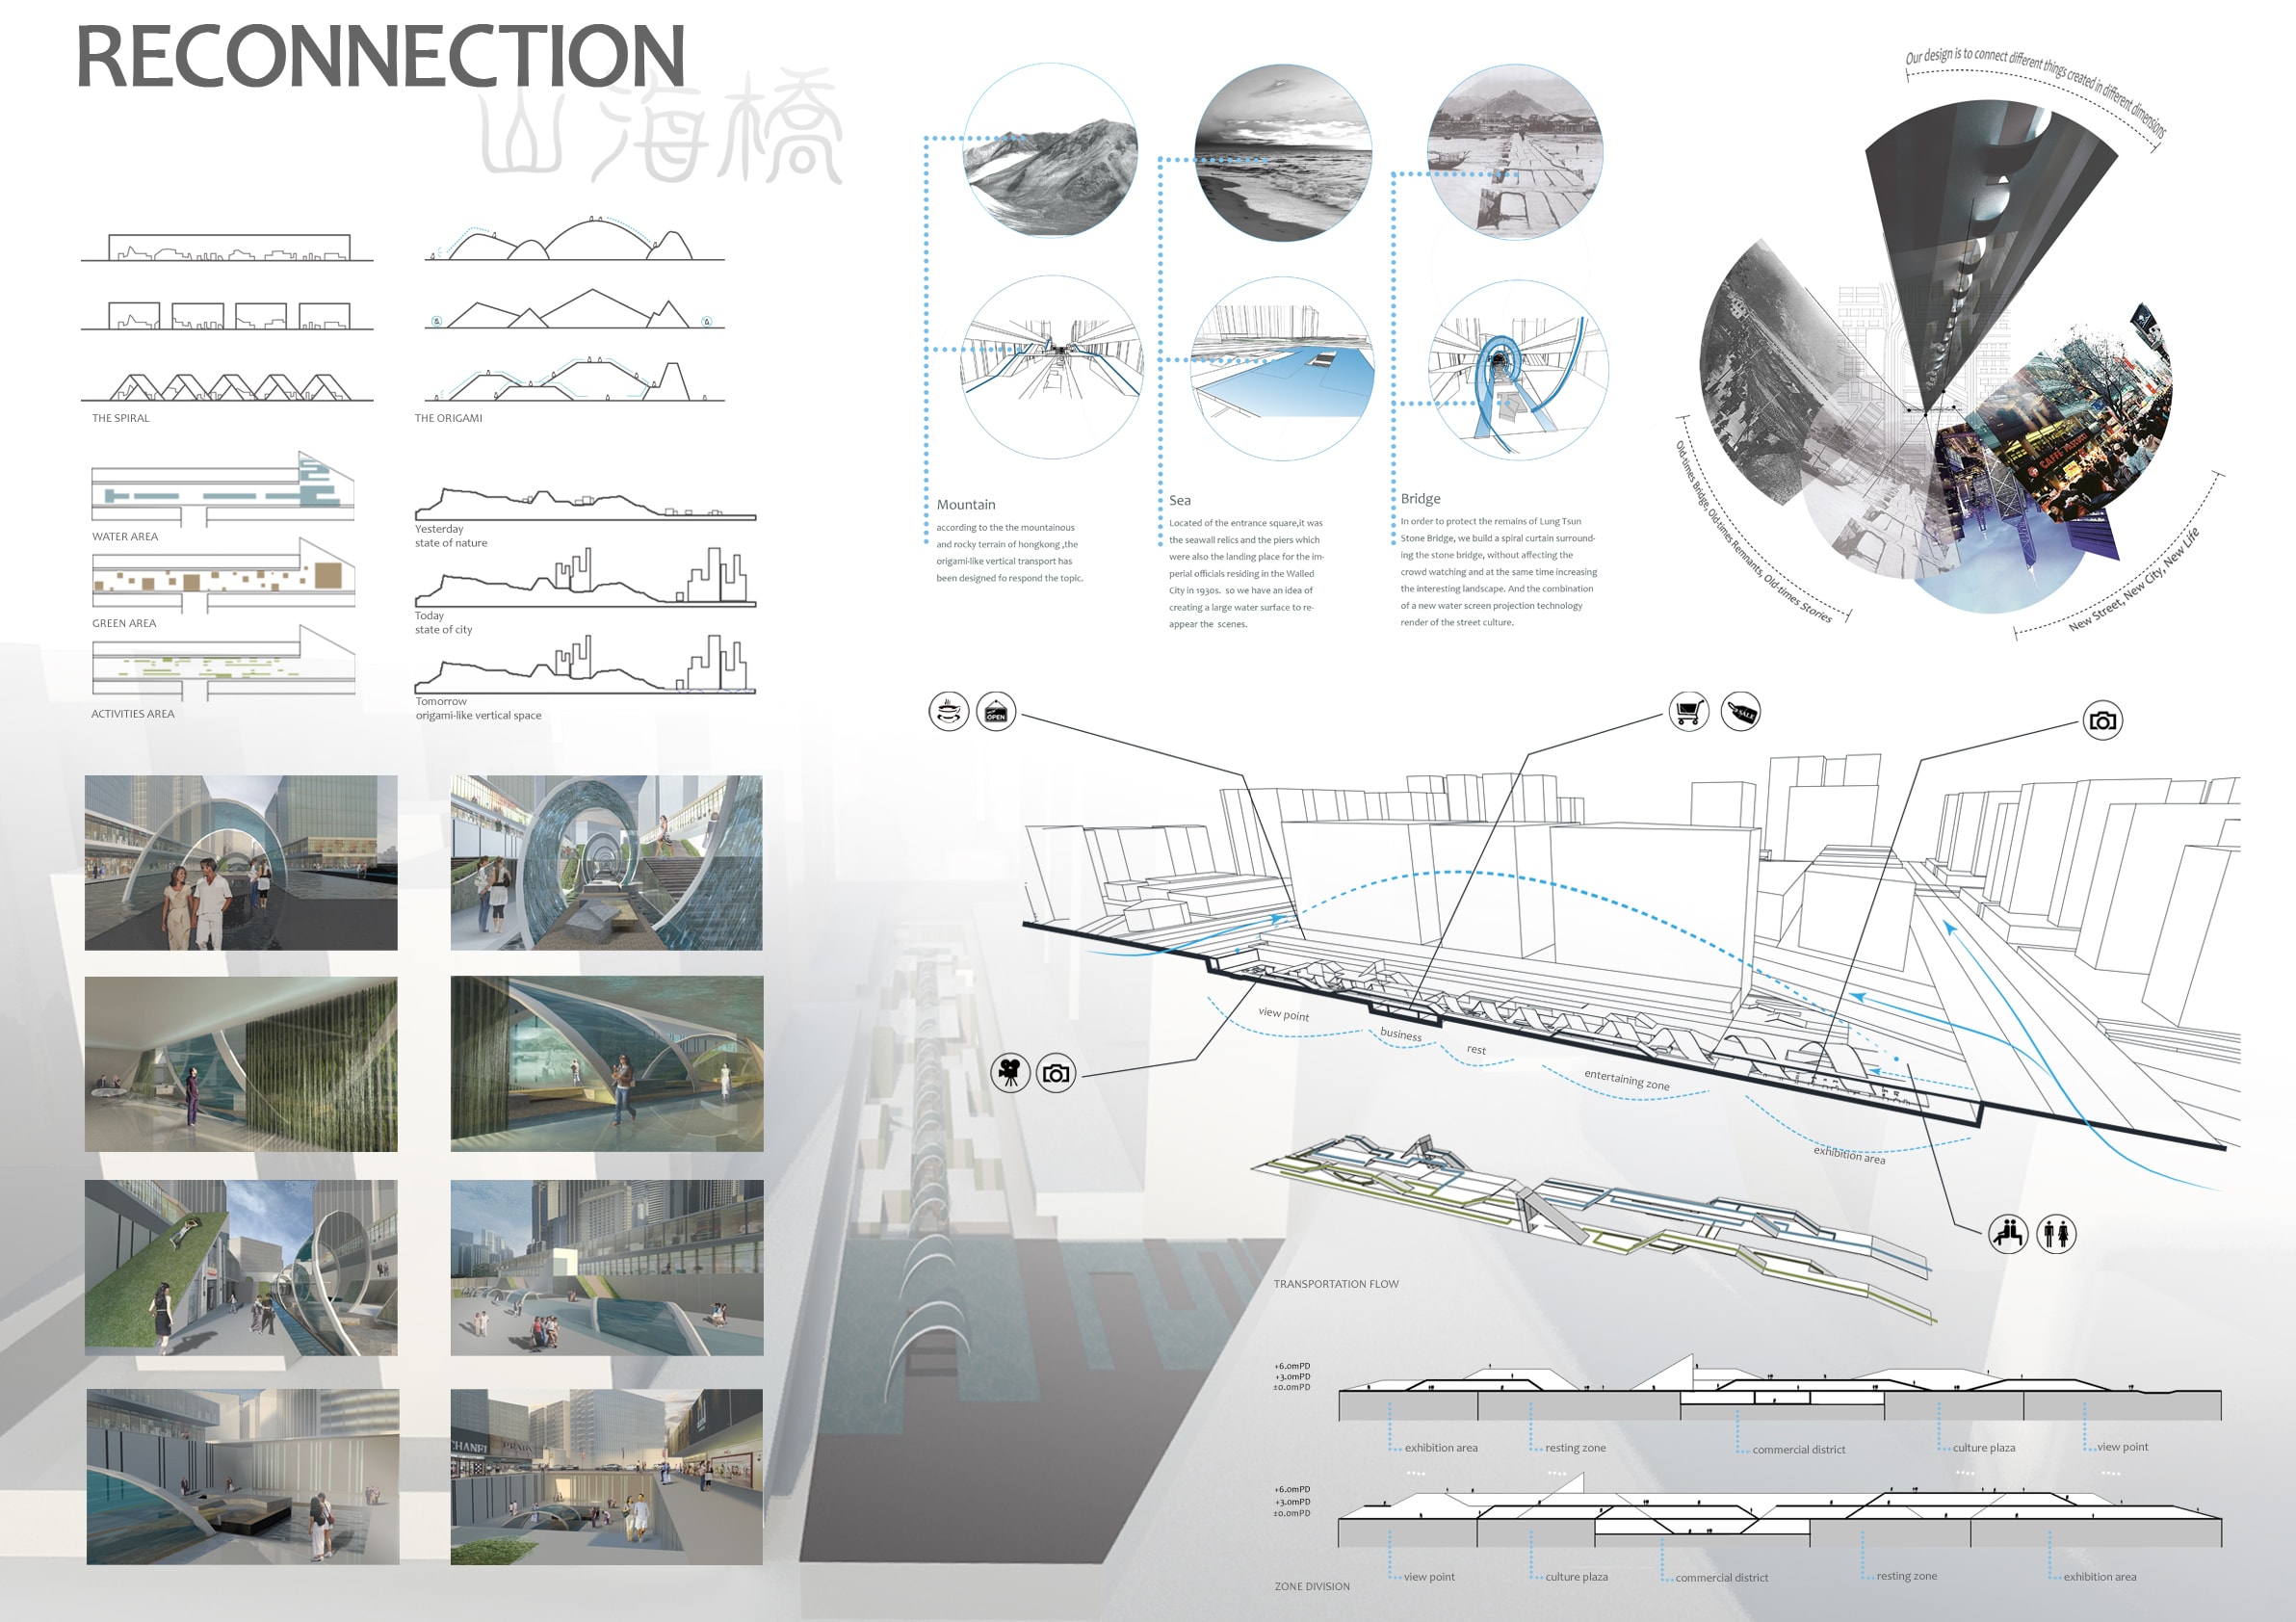 RECONNECTION
山海橋
THE SPIRAL
THE ORIGAMI
WATER AREA
GREEN AREA
ACTIVITIES AREA
Yesterday
state of nature
Today
state of city
Tomorrow
origami-like vertical space
Mountain
according to the the mountainous
and rocky terrain of hongkong ,the
origami-like vertical transport has
been designed fo respond the topic.
Sea
Located of the entrance square,it was
the seawall relics and the piers which
were also the landing place for the im-
perial officials residing in the Walled
City in 1930s. so we have an idea of
creating a large water surface to re-
appear the scenes.
Bridge
In order to protect the remains of Lung Tsun
Stone Bridge, we build a spiral curtain surround-
ing the stone bridge, without affecting the
crowd watching and at the same time increasing
the interesting landscape. And the combination
of a new water screen projection technology
render of the street culture.
Our design is to connect different things created in different dimensions
Old-times Bridge, Old-times Remnants, Old-times Stories
New Street, New City, New Life
CAFFÈ
OPEN
SALE
view point
business
rest
entertaining zone
exhibition area
TRANSPORTATION FLOW
+6.0mPD
+3.0mPD
±0.0mPD
exhibition area
resting zone
commercial district
culture plaza
view point
+6.0mPD
+3.0mPD
±0.0mPD
view point
culture plaza
commercial district
resting zone
exhibition area
ZONE DIVISION
CHANEL
PRADA